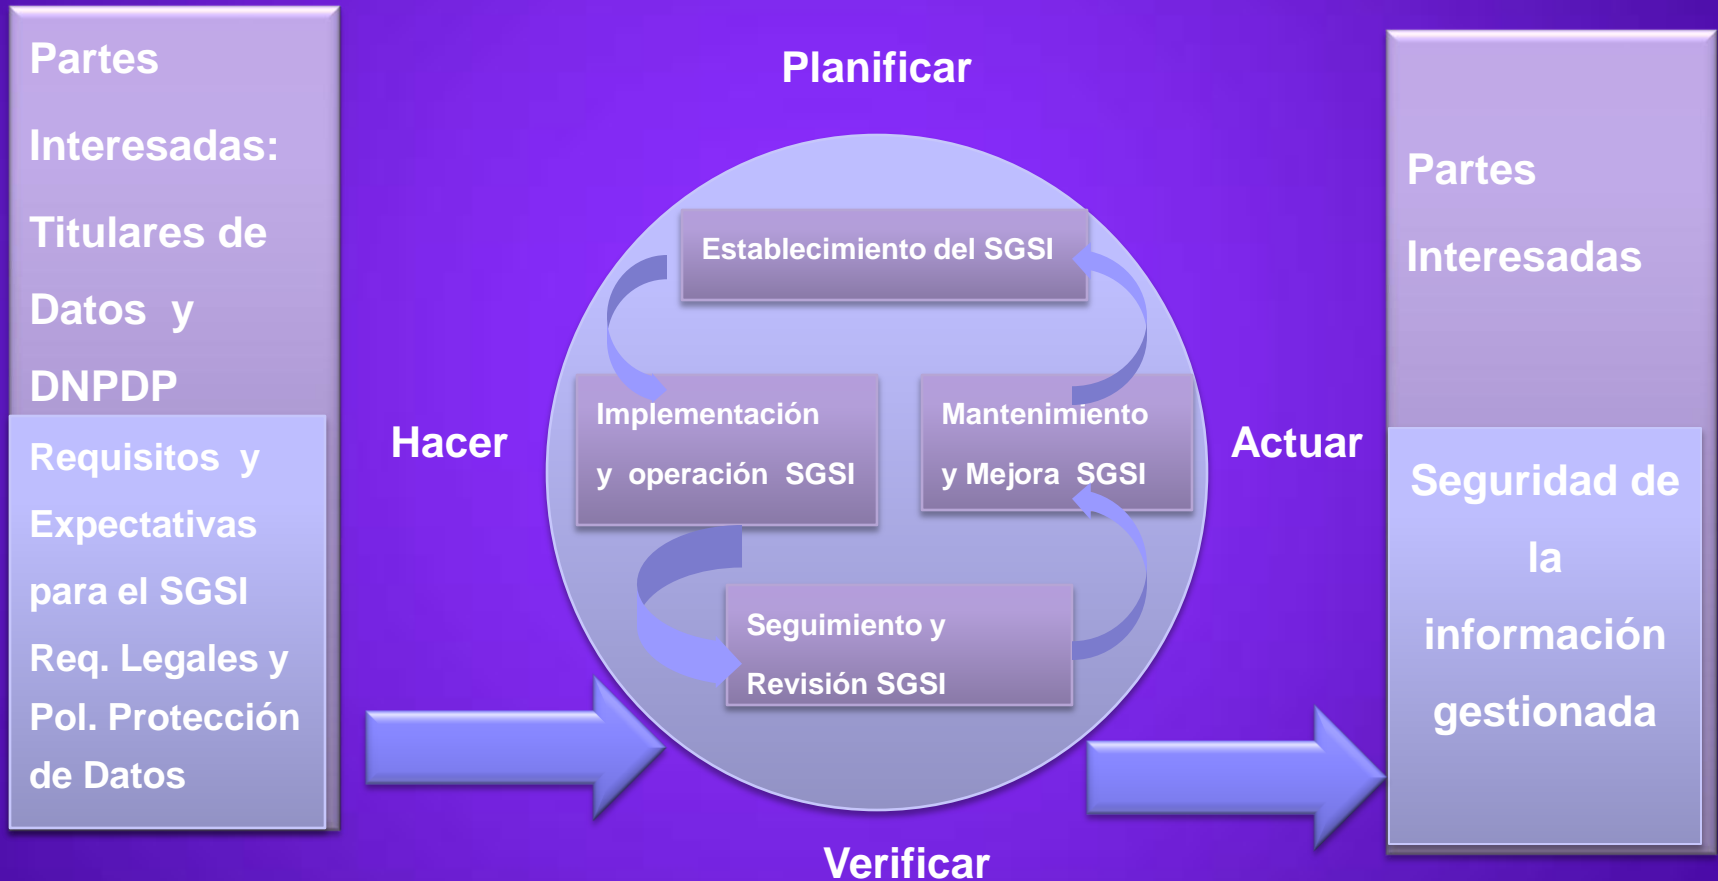 Partes
Interesadas:
Titulares de
Datos y
DNPDP
Requisitos y
Expectativas
para el SGSI
Req. Legales y
Pol. Protección
de Datos
Planificar
Hacer
Establecimiento del SGSI
Implementación
y operación SGSI
Mantenimiento
y Mejora SGSI
Seguimiento y
Revisión SGSI
Actuar
Verificar
Partes
Interesadas
Seguridad de
la
información
gestionada